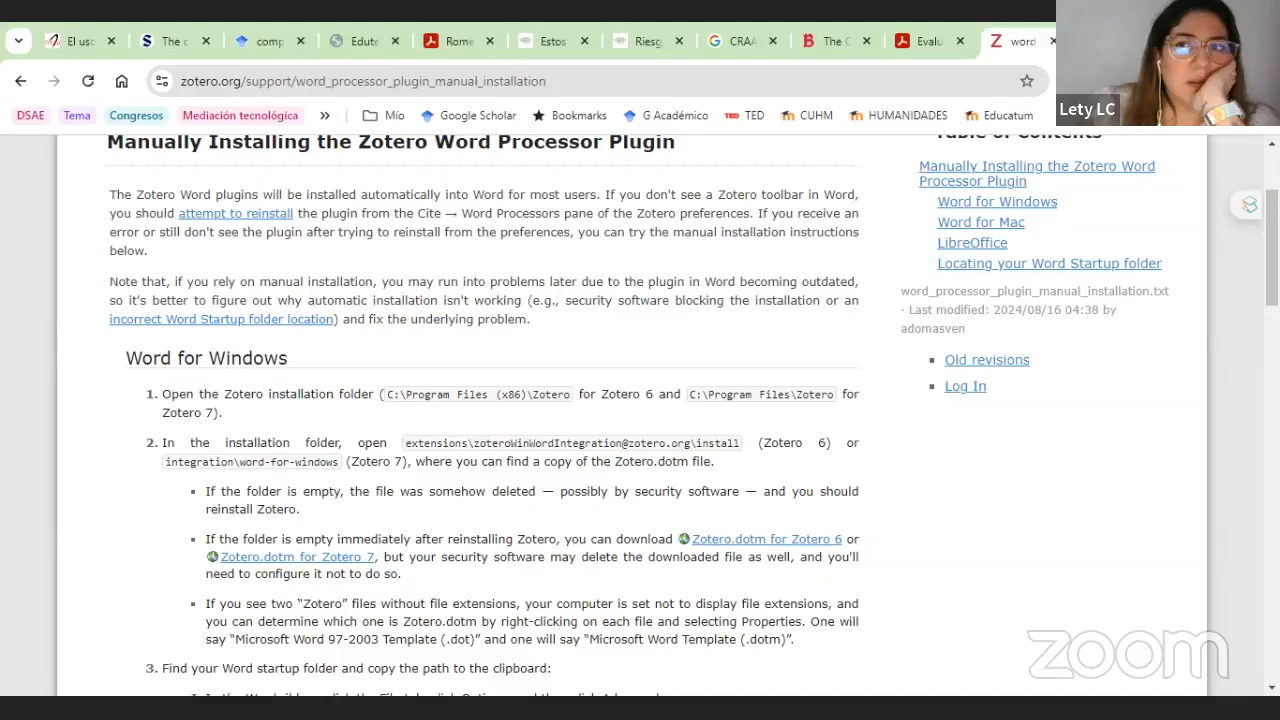 El usc
The c
comp
Edute
Rome
Estos
Riesg
CRAA
The C
Evalu
word_
zotero.org/support/word_processor_plugin_manual_installation
DSAE Tema Congresos Mediación tecnológica » Mío Google Scholar Bookmarks G Académico TED TED CUHM HUMANIDADES Educatum
Lety LC
Manually Installing the Zotero Word Processor Plugin
The Zotero Word plugins will be installed automatically into Word for most users. If you don't see a Zotero toolbar in Word,
you should attempt to reinstall the plugin from the Cite → Word Processors pane of the Zotero preferences. If you receive an
error or still don't see the plugin after trying to reinstall from the preferences, you can try the manual installation instructions
below.
Note that, if you rely on manual installation, you may run into problems later due to the plugin in Word becoming outdated,
so it's better to figure out why automatic installation isn't working (e.g., security software blocking the installation or an
incorrect Word Startup folder location) and fix the underlying problem.
Word for Windows
1. Open the Zotero installation folder (C:\Program Files (x86)\Zotero for Zotero 6 and C:\Program Files\Zotero for
Zotero 7).
2. In the installation folder, open extensions\zoteroWinWordIntegration@zotero.org\install (Zotero 6) or
integration\word-for-windows (Zotero 7), where you can find a copy of the Zotero.dotm file.
▪ If the folder is empty, the file was somehow deleted — possibly by security software — and you should
reinstall Zotero.
▪ If the folder is empty immediately after reinstalling Zotero, you can download Zotero.dotm for Zotero 6 or
Zotero.dotm for Zotero 7, but your security software may delete the downloaded file as well, and you'll
need to configure it not to do so.
▪ If you see two “Zotero” files without file extensions, your computer is set not to display file extensions, and
you can determine which one is Zotero.dotm by right-clicking on each file and selecting Properties. One will
say “Microsoft Word 97-2003 Template (.dot)” and one will say “Microsoft Word Template (.dotm)”.
3. Find your Word startup folder and copy the path to the clipboard:
Table of Contents
Manually Installing the Zotero Word
Processor Plugin
Word for Windows
Word for Mac
LibreOffice
Locating your Word Startup folder
word_processor_plugin_manual_installation.txt
· Last modified: 2024/08/16 04:38 by
adomasven
▪ Old revisions
▪ Log In
zoom